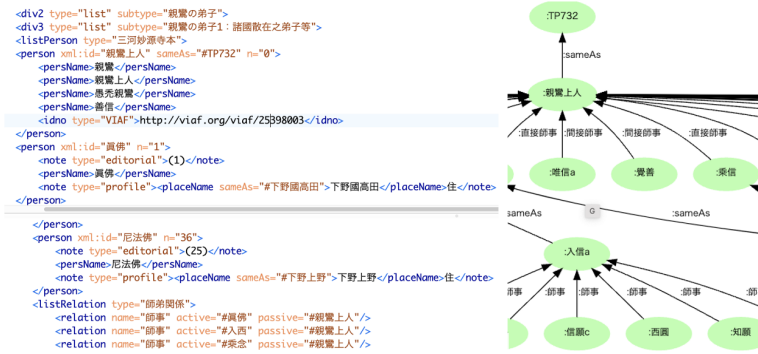 <div2 type="list" subtype="親鸞の弟子">
<div3 type="list" subtype="親鸞の弟子1：諸國散在之弟子等">
<listPerson type="三河妙源寺本">
<person xml:id="親鸞上人" sameAs="#TP732" n="0">
<persName>親鸞</persName>
<persName>親鸞上人</persName>
<persName>愚禿親鸞</persName>
<persName>善信</persName>
<idno type="VIAF">http://viaf.org/viaf/25398003</idno>
</person>
<person xml:id="眞佛" n="1">
<note type="editorial">(1)</note>
<persName>眞佛</persName>
<note type="profile"><placeName sameAs="#下野國高田">下野國高田</placeName>住</note>
</person>
</person>
<person xml:id="尼法佛" n="36">
<note type="editorial">(25)</note>
<persName>尼法佛</persName>
<note type="profile"><placeName sameAs="#下野上野">下野上野</placeName>住</note>
</person>
<listRelation type="師弟関係">
<relation name="師事" active="#眞佛" passive="#親鸞上人"/>
<relation name="師事" active="#入西" passive="#親鸞上人"/>
<relation name="師事" active="#乘念" passive="#親鸞上人"/>
:TP732
:sameAs
:親鸞上人
:直接師事
:間接師事
:間接師事
:直接師事
:唯信a
:覺善
:乘信
G
sameAs
:sameAs
:入信a
師事
:師事
:師事
:師事
:師事
:信願c
:西圓
:知願